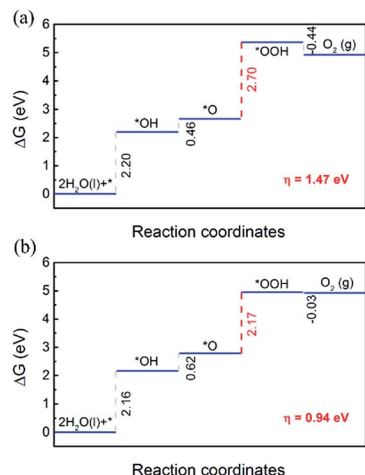 (a)
6
5
4
3
2
1
0
ΔG (eV)
2H₂O(l)+*
*OH
*O
*OOH
O₂ (g)
2.20
0.46
2.70
-0.44
η = 1.47 eV
Reaction coordinates
(b)
6
5
4
3
2
1
0
ΔG (eV)
2H₂O(l)+*
*OH
*O
*OOH
O₂ (g)
2.16
0.62
2.17
-0.03
η = 0.94 eV
Reaction coordinates